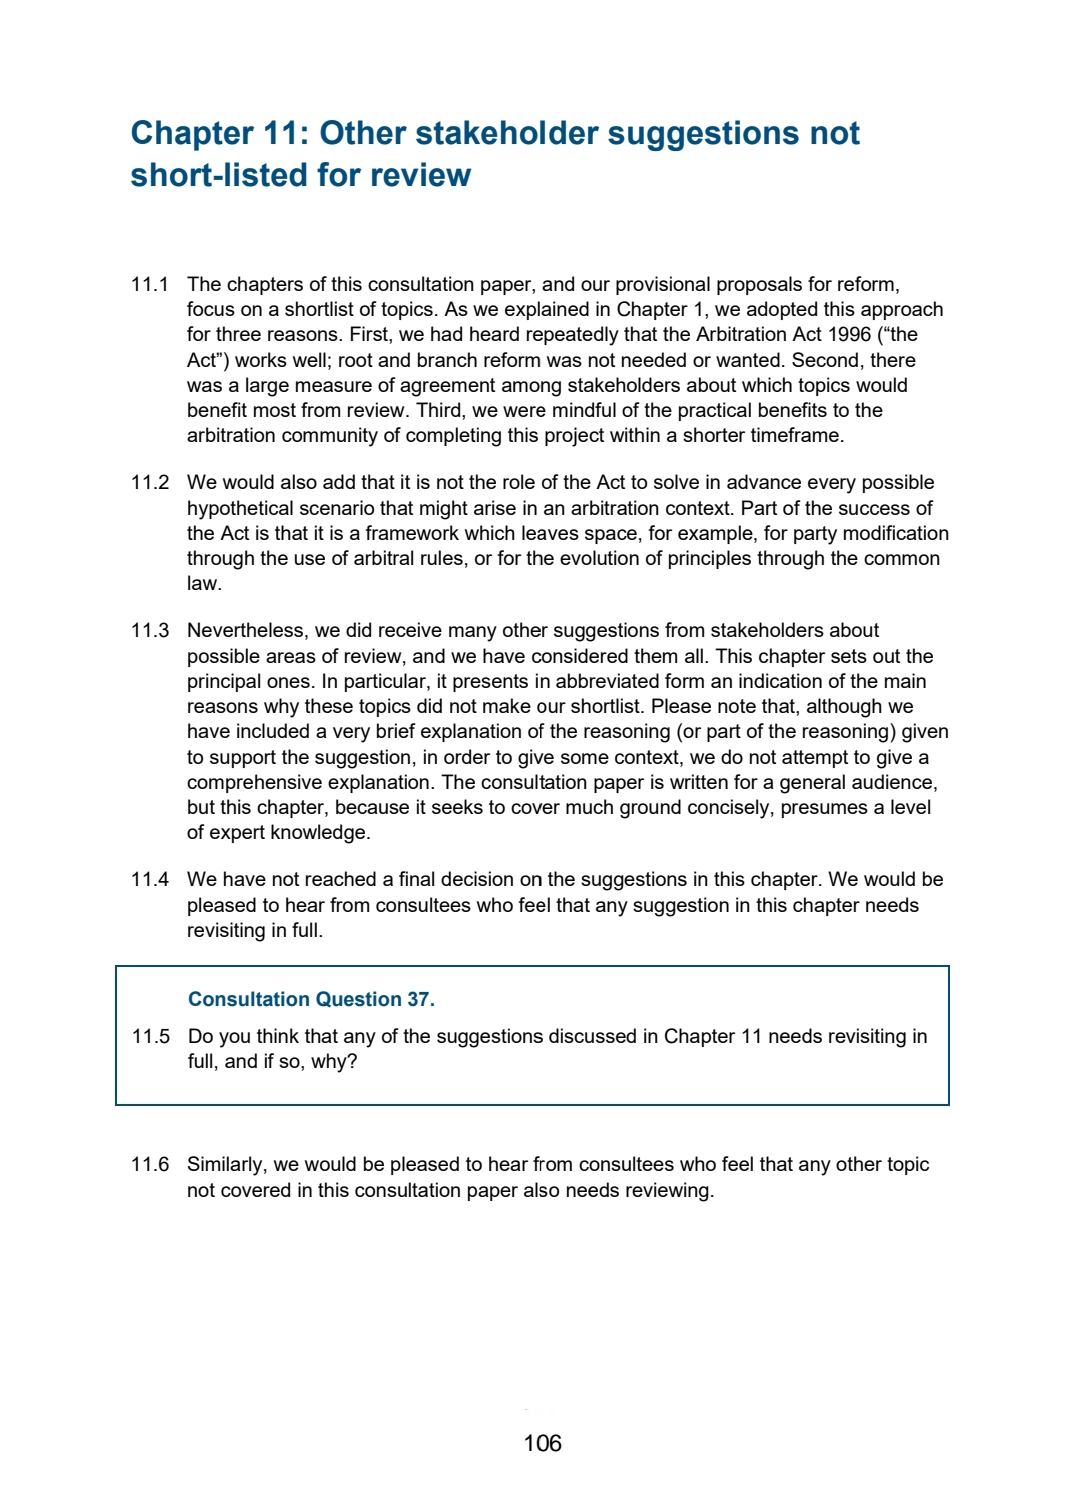 Chapter 11: Other stakeholder suggestions not
short-listed for review
11.1 The chapters of this consultation paper, and our provisional proposals for reform,
focus on a shortlist of topics. As we explained in Chapter 1, we adopted this approach
for three reasons. First, we had heard repeatedly that the Arbitration Act 1996 (“the
Act”) works well; root and branch reform was not needed or wanted. Second, there
was a large measure of agreement among stakeholders about which topics would
benefit most from review. Third, we were mindful of the practical benefits to the
arbitration community of completing this project within a shorter timeframe.
11.2 We would also add that it is not the role of the Act to solve in advance every possible
hypothetical scenario that might arise in an arbitration context. Part of the success of
the Act is that it is a framework which leaves space, for example, for party modification
through the use of arbitral rules, or for the evolution of principles through the common
law.
11.3 Nevertheless, we did receive many other suggestions from stakeholders about
possible areas of review, and we have considered them all. This chapter sets out the
principal ones. In particular, it presents in abbreviated form an indication of the main
reasons why these topics did not make our shortlist. Please note that, although we
have included a very brief explanation of the reasoning (or part of the reasoning) given
to support the suggestion, in order to give some context, we do not attempt to give a
comprehensive explanation. The consultation paper is written for a general audience,
but this chapter, because it seeks to cover much ground concisely, presumes a level
of expert knowledge.
11.4 We have not reached a final decision on the suggestions in this chapter. We would be
pleased to hear from consultees who feel that any suggestion in this chapter needs
revisiting in full.
Consultation Question 37.
11.5 Do you think that any of the suggestions discussed in Chapter 11 needs revisiting in
full, and if so, why?
11.6 Similarly, we would be pleased to hear from consultees who feel that any other topic
not covered in this consultation paper also needs reviewing.
106